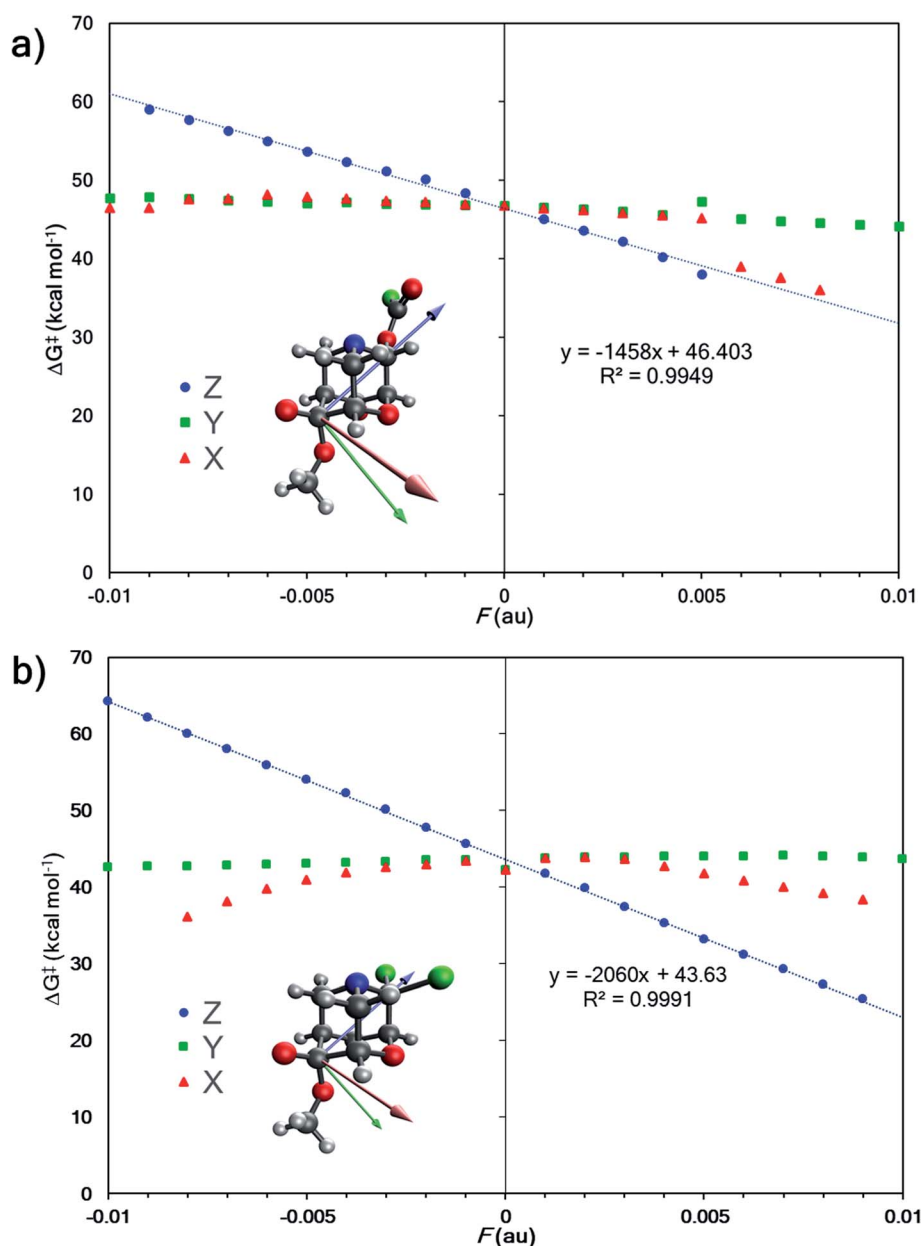 a)
70
60
50
40
30
20
10
0
ΔG‡ (kcal mol⁻¹)
Z
Y
X
y = -1458x + 46.403
R² = 0.9949
-0.01
-0.005
0
0.005
0.01
F (au)
b)
70
60
50
40
30
20
10
0
ΔG‡ (kcal mol⁻¹)
Z
Y
X
y = -2060x + 43.63
R² = 0.9991
-0.01
-0.005
0
0.005
0.01
F (au)